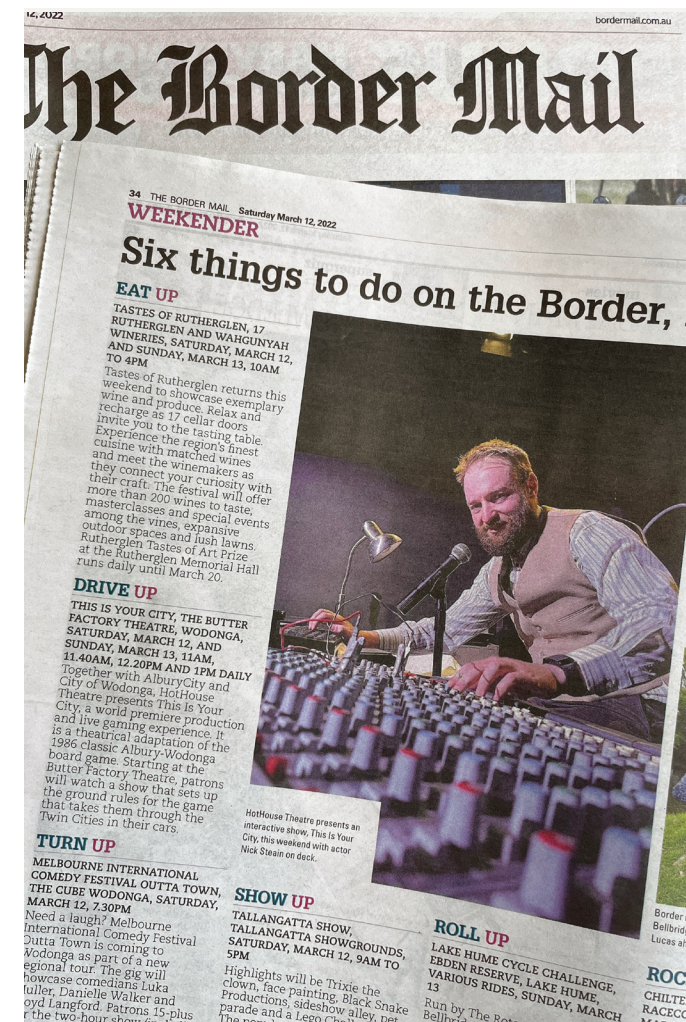 12, 2022
bordermail.com.au
The Border Mail
34 THE BORDER MAIL Saturday March 12, 2022
WEEKENDER
Six things to do on the Border,
EAT UP
TASTES OF RUTHERGLEN, 17
RUTHERGLEN AND WAHGUNYAH
WINERIES, SATURDAY, MARCH 12,
AND SUNDAY, MARCH 13, 10AM
TO 4PM
Tastes of Rutherglen returns this
weekend to showcase exemplary
wine and produce. Relax and
recharge as 17 cellar doors
invite you to the tasting table.
Experience the region's finest
cuisine with matched wines
and meet the winemakers as
they connect your curiosity with
their craft. The festival will offer
more than 200 wines to taste,
masterclasses and special events
among the vines, expansive
outdoor spaces and lush lawns.
Rutherglen Tastes of Art Prize
at the Rutherglen Memorial Hall
runs daily until March 20.
DRIVE UP
THIS IS YOUR CITY, THE BUTTER
FACTORY THEATRE, WODONGA,
SATURDAY, MARCH 12, AND
SUNDAY, MARCH 13, 11AM,
11.40AM, 12.20PM AND 1PM DAILY
Together with AlburyCity and
City of Wodonga, HotHouse
Theatre presents This Is Your
City, a world premiere production
and live gaming experience. It
is a theatrical adaptation of the
1986 classic Albury-Wodonga
board game. Starting at the
Butter Factory Theatre, patrons
will watch a show that sets up
the ground rules for the game
that takes them through the
Twin Cities in their cars.
HotHouse Theatre presents an
interactive show, This Is Your
City, this weekend with actor
Nick Steain on deck.
TURN UP
MELBOURNE INTERNATIONAL
COMEDY FESTIVAL OUTTA TOWN,
THE CUBE WODONGA, SATURDAY,
MARCH 12, 7.30PM
Need a laugh? Melbourne
International Comedy Festival
Outta Town is coming to
Wodonga as part of a new
regional tour. The gig will
showcase comedians Luka
Muller, Danielle Walker and
Lloyd Langford. Patrons 15-plus
for the two-hour show
SHOW UP
TALLANGATTA SHOW,
TALLANGATTA SHOWGROUNDS,
SATURDAY, MARCH 12, 9AM TO
5PM
Highlights will be Trixie the
clown, face painting, Black Snake
Productions, sideshow alley, pet
parade and a Lego
ROLL UP
LAKE HUME CYCLE CHALLENGE,
EBDEN RESERVE, LAKE HUME,
VARIOUS RIDES, SUNDAY, MARCH
13
Run by The
Border
Bellbrid
Lucas
ROC
CHILTE
RACECO